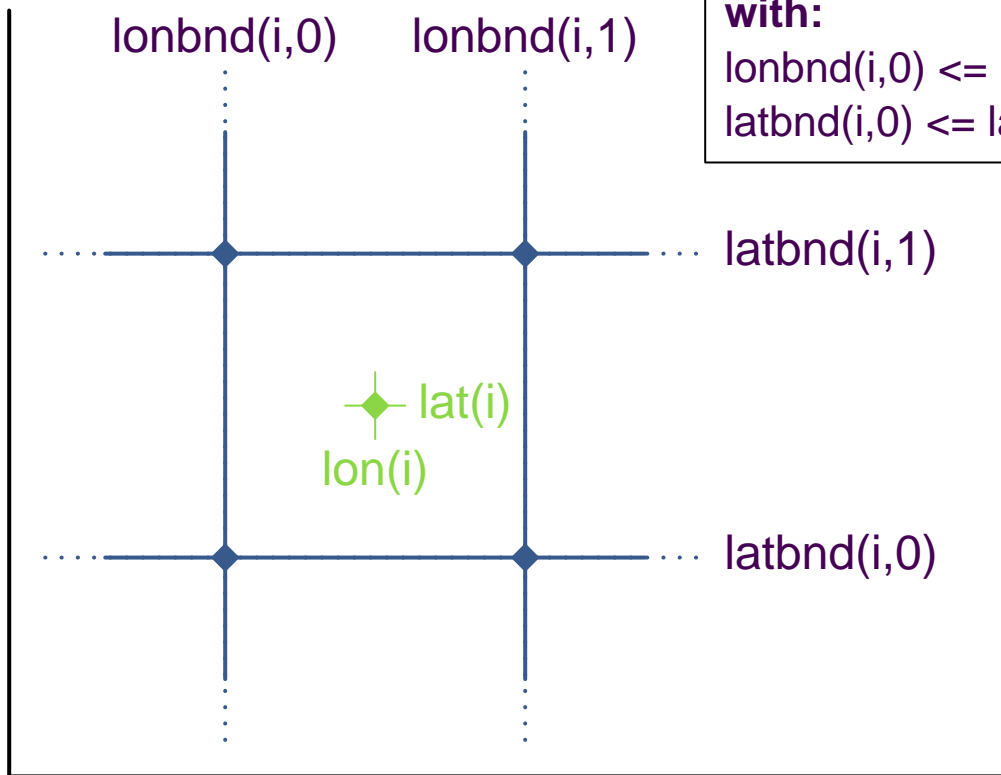 lonbnd(i,0) lonbnd(i,1)
with:
lonbnd(i,0) <=
latbnd(i,0) <=
latbnd(i,1)
lat(i)
lon(i)
latbnd(i,0)